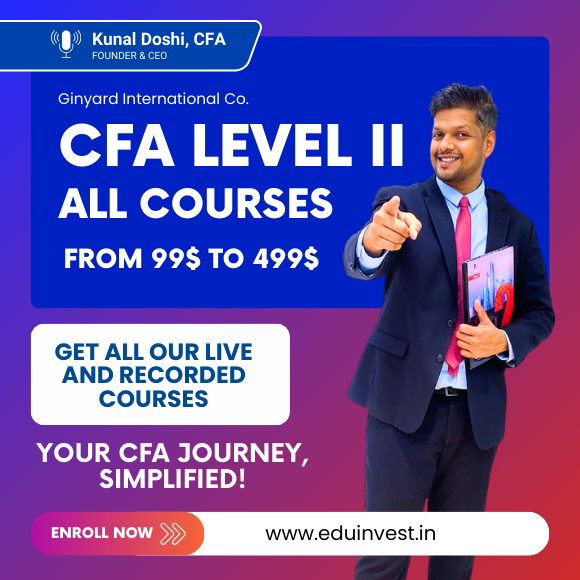 Kunal Doshi, CFA
FOUNDER & CEO
Ginyard International Co.
CFA LEVEL II
ALL COURSES
FROM 99$ TO 499$
GET ALL OUR LIVE
AND RECORDED
COURSES
YOUR CFA JOURNEY,
SIMPLIFIED!
ENROLL NOW
www.eduinvest.in